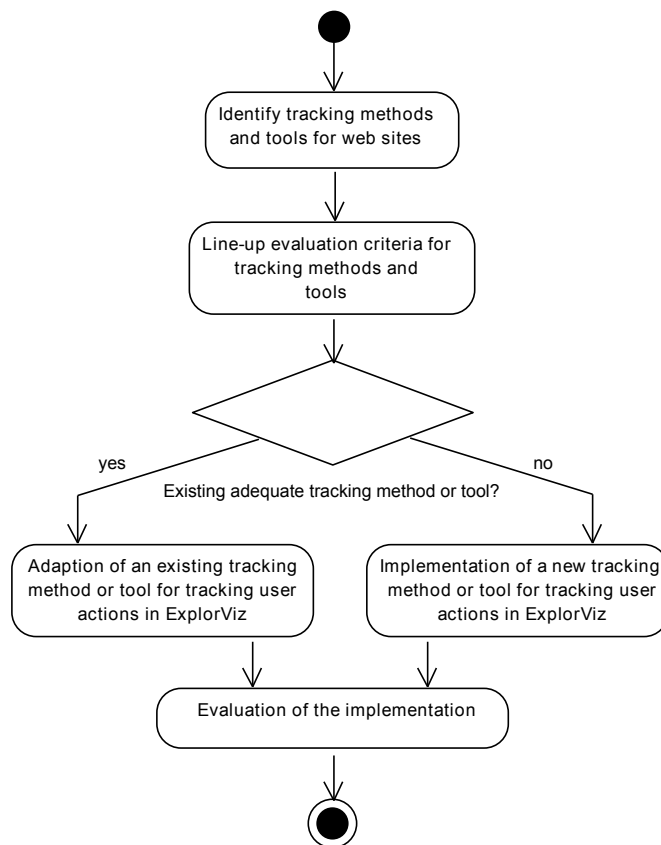 Identify tracking methods
and tools for web sites
Line-up evaluation criteria for
tracking methods and
tools
yes
no
Existing adequate tracking method or tool?
Adaption of an existing tracking
method or tool for tracking user
actions in ExplorViz
Implementation of a new tracking
method or tool for tracking user
actions in ExplorViz
Evaluation of the implementation